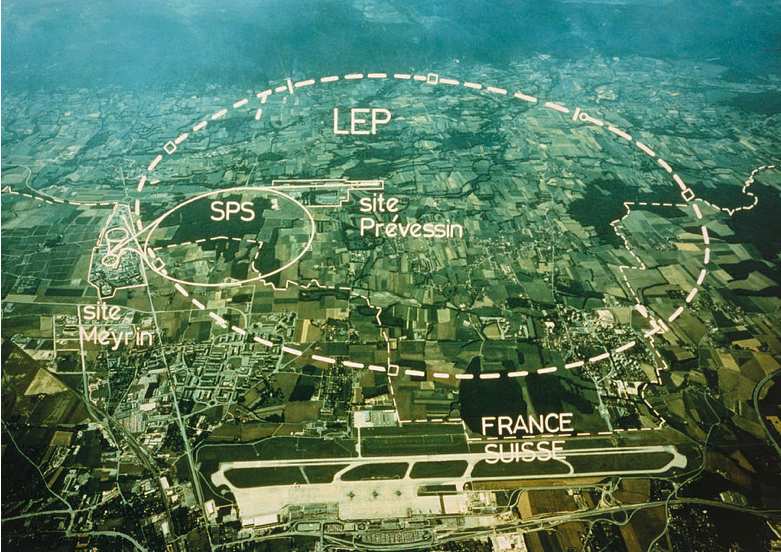 LEP
SPS
site
Prévessin
site
Meyrin
FRANCE
SUISSE